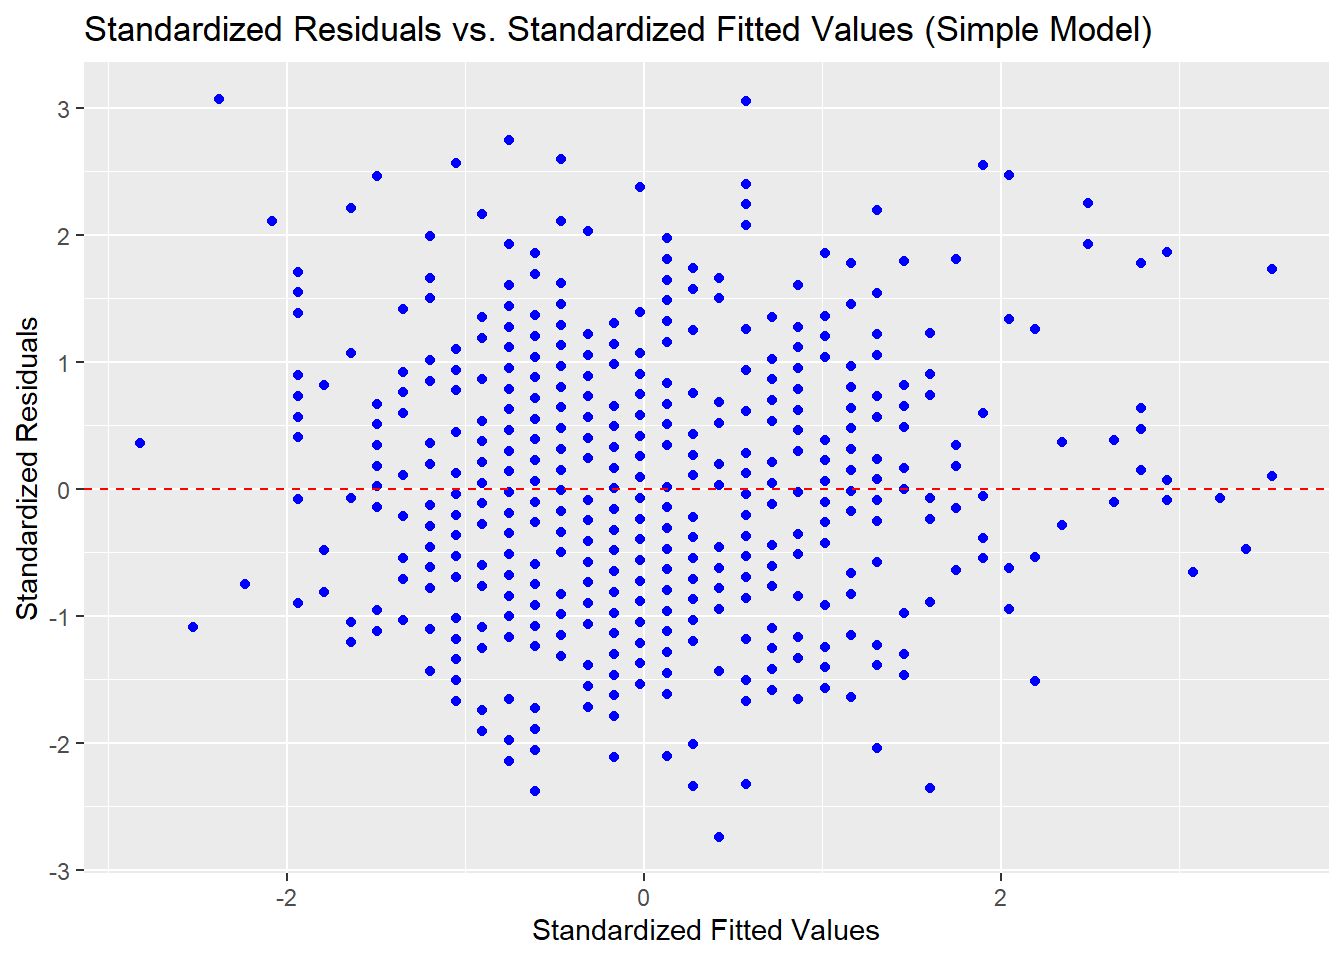 Standardized Residuals vs. Standardized Fitted Values (Simple Model)
Standardized Residuals
3
2
1
0
-1
-2
-3
-2 0 2
Standardized Fitted Values